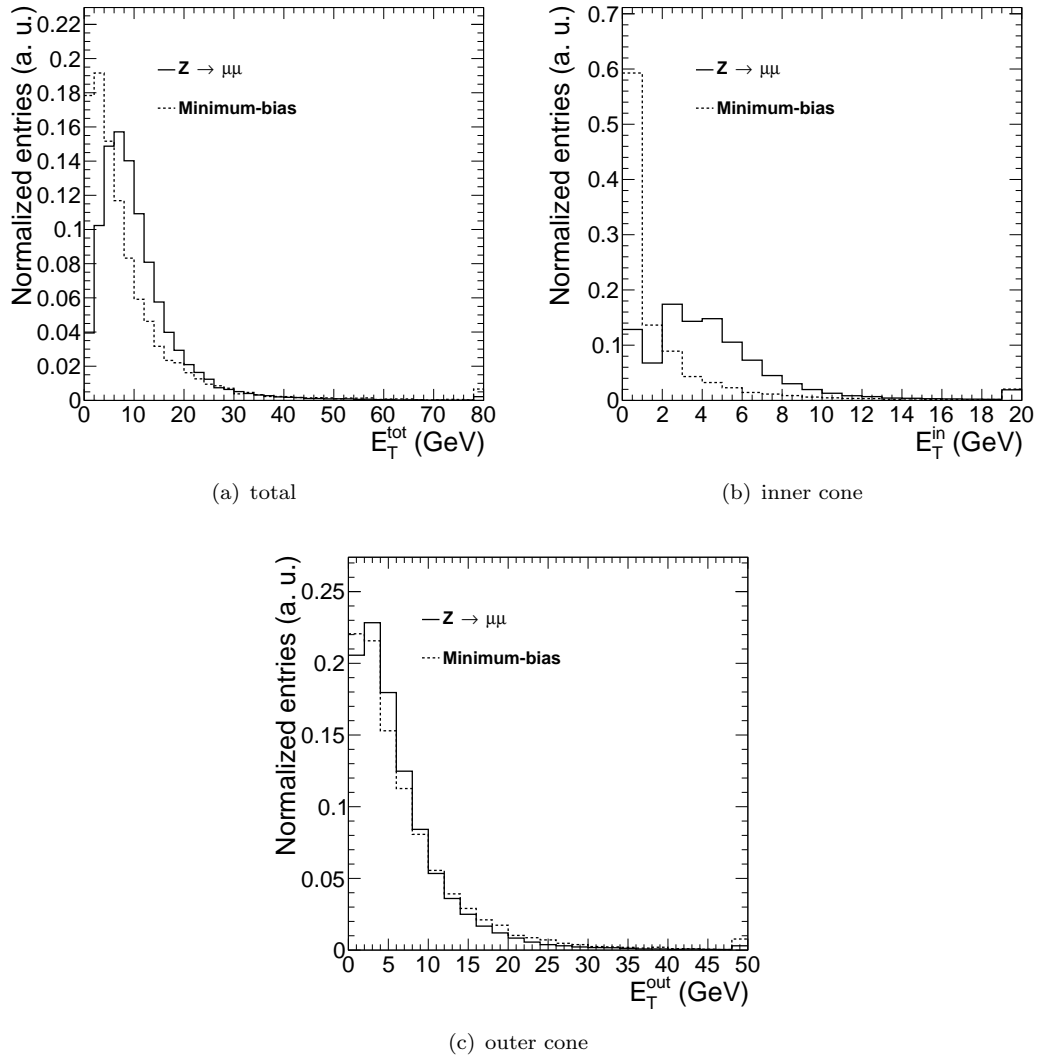 Normalized entries (a. u.)
0.22
0.2
0.18
0.16
0.14
0.12
0.1
0.08
0.06
0.04
0.02
0
Z → μμ
Minimum-bias
0 10 20 30 40 50 60 70 80
E_T^tot (GeV)
(a) total
Normalized entries (a. u.)
0.7
0.6
0.5
0.4
0.3
0.2
0.1
0
Z → μμ
Minimum-bias
0 2 4 6 8 10 12 14 16 18 20
E_T^in (GeV)
(b) inner cone
Normalized entries (a. u.)
0.25
0.2
0.15
0.1
0.05
0
Z → μμ
Minimum-bias
0 5 10 15 20 25 30 35 40 45 50
E_T^out (GeV)
(c) outer cone